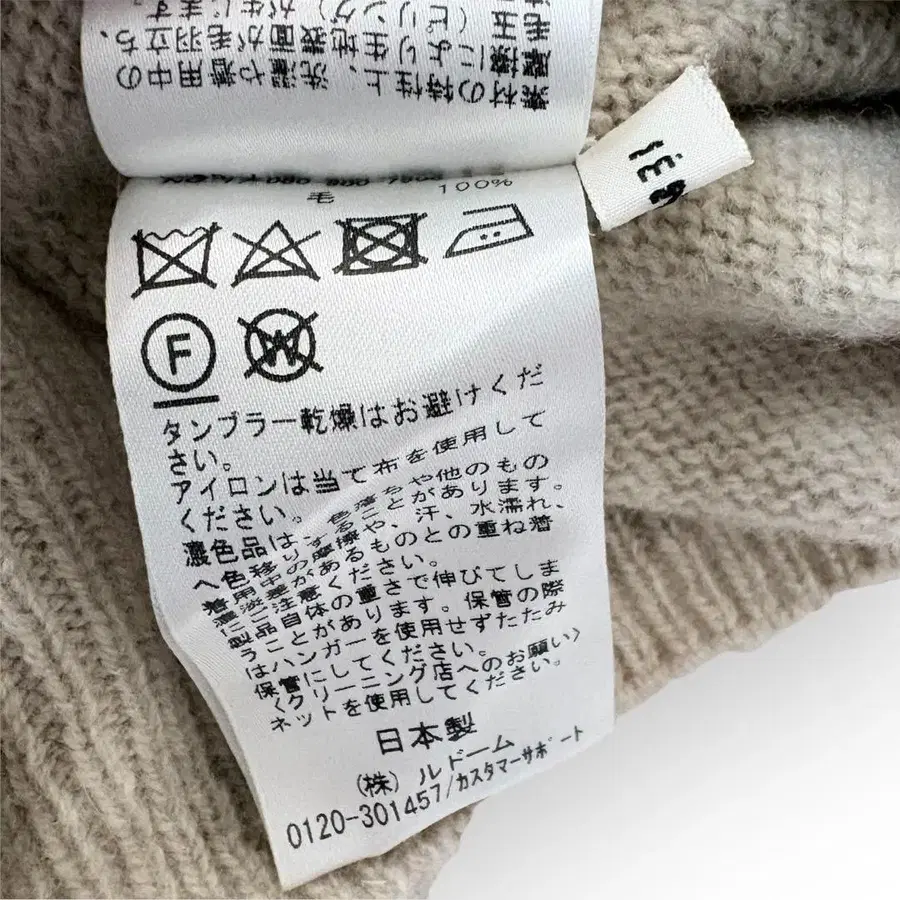 素材の特性上、洗濯や着用中の
摩擦により生地表面が毛羽立ち、
毛玉(ピリング)が生じます。
毛 100%
F
W
タンブラー乾燥はお避けくだ
さい。
アイロンは当て布を使用して
ください。
濃色品は、色落ちや他のもの
へ色移りすることがあります。
着用中の摩擦や、汗、水濡れ、
濃淡差があるものとの重ね着
にご注意ください。
製品自体の重さで伸びてしま
うことがあります。保管の際
はハンガーを使用せずたたみ
保管にしてください。
〈クリーニング店へのお願い〉
ネットを使用してください。
日本製
(株) ルドーム
0120-301457/カスタマーサポート